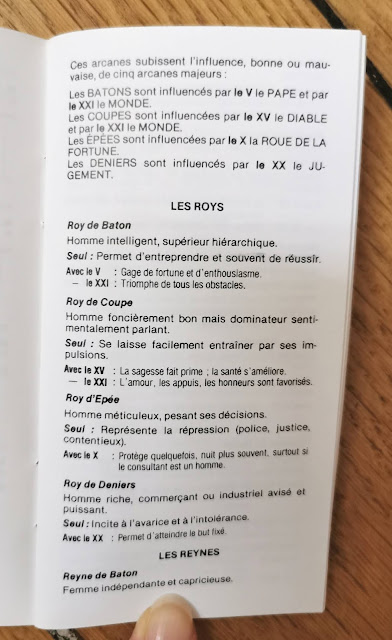 Ces arcanes subissent l'influence, bonne ou mau-
vaise, de cinq arcanes majeurs :
Les BATONS sont influencés par le V le PAPE et par
le XXI le MONDE.
Les COUPES sont influencées par le XV le DIABLE
et par le XXI le MONDE.
Les ÉPÉES sont influencées par le X la ROUE DE LA
FORTUNE.
Les DENIERS sont influencés par le XX le JU-
GEMENT.
LES ROYS
Roy de Baton
Homme intelligent, supérieur hiérarchique.
Seul : Permet d'entreprendre et souvent de réussir.
Avec le V : Gage de fortune et d'enthousiasme.
— le XXI : Triomphe de tous les obstacles.
Roy de Coupe
Homme foncièrement bon mais dominateur senti-
mentalement parlant.
Seul : Se laisse facilement entraîner par ses im-
pulsions.
Avec le XV : La sagesse fait prime ; la santé s'améliore.
— le XXI : L'amour, les appuis, les honneurs sont favorisés.
Roy d'Epée
Homme méticuleux, pesant ses décisions.
Seul : Représente la répression (police, justice,
contentieux).
Avec le X : Protège quelquefois, nuit plus souvent, surtout si
le consultant est un homme.
Roy de Deniers
Homme riche, commerçant ou industriel avisé et
puissant.
Seul : Incite à l'avarice et à l'intolérance.
Avec le XX : Permet d'atteindre le but fixé.
LES REYNES
Reyne de Baton
Femme indépendante et capricieuse.